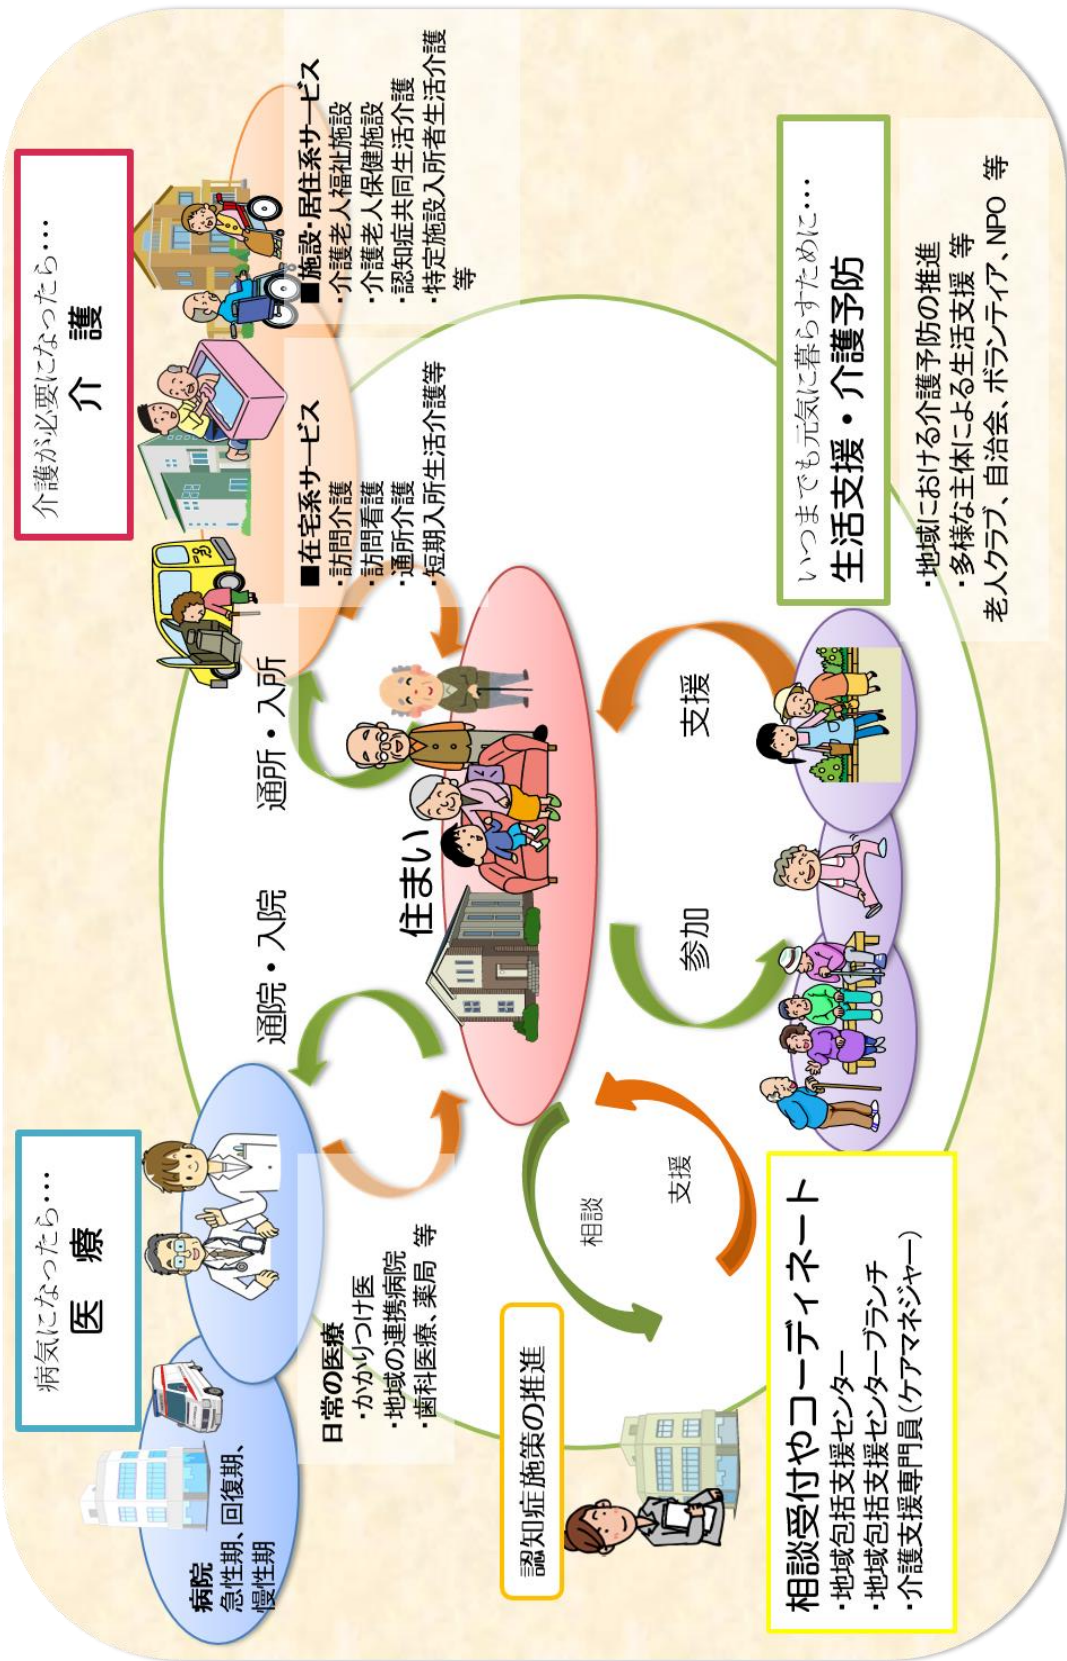 病気になったら…
医　療
病院
急性期、回復期、
慢性期
日常の医療
・かかりつけ医
・地域の連携病院
・歯科医療、薬局 等
通院・入院
通所・入所
介護が必要になったら…
介　護
■在宅系サービス
・訪問介護
・訪問看護
・通所介護
・短期入所生活介護等
■施設・居住系サービス
・介護老人福祉施設
・介護老人保健施設
・認知症共同生活介護
・特定施設入所者生活介護
等
住まい
認知症施策の推進
相談
支援
参加
支援
相談受付やコーディネート
・地域包括支援センター
・地域包括支援センターブランチ
・介護支援専門員(ケアマネジャー)
いつまでも元気に暮らすために…
生活支援・介護予防
・地域における介護予防の推進
・多様な主体による生活支援 等
老人クラブ、自治会、ボランティア、NPO 等